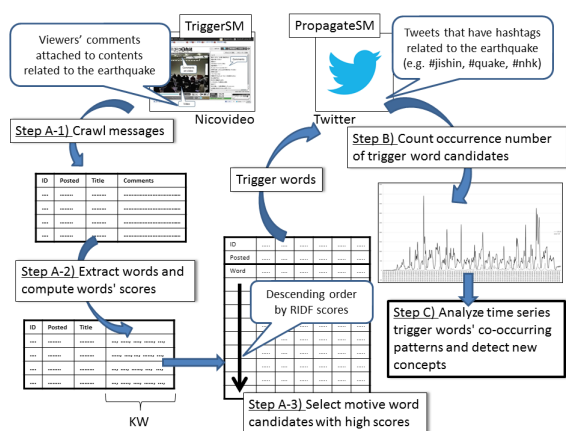 TriggerSM
PropagateSM
Viewers' comments
attached to contents
related to the earthquake
Tweets that have hashtags
related to the earthquake
(e.g. #jishin, #quake, #nhk)
Nicovideo
Twitter
Step A-1) Crawl messages
Step B) Count occurrence number
of trigger word candidates
Trigger words
ID Posted Title Comments
Step A-2) Extract words and
compute words' scores
ID Posted Title
KW
ID
Posted
Word
Descending order
by RIDF scores
Step A-3) Select motive word
candidates with high scores
Step C) Analyze time series
trigger words' co-occurring
patterns and detect new
concepts